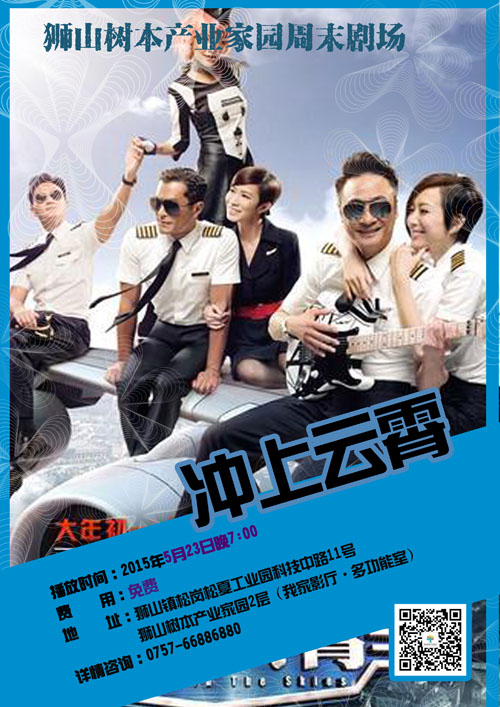 狮山树本产业家园周末剧场
冲上云霄
大年初一
播放时间：2015年5月23日晚7:00
费　　用：免费
地　　址：狮山镇松岗松夏工业园科技中路11号
狮山树本产业家园2层（我家影厅·多功能室）
详情咨询：0757-66886880
The Skies